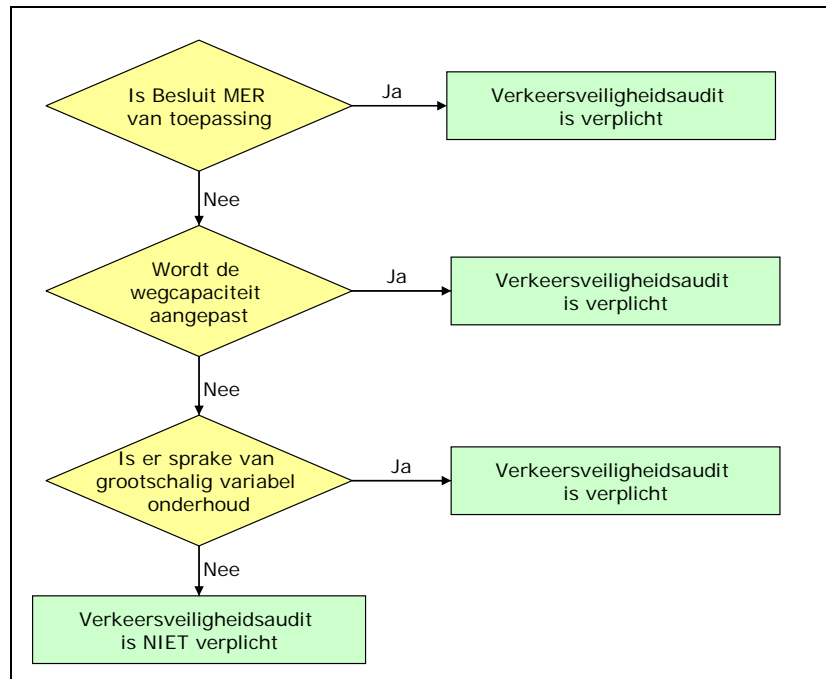 Is Besluit MER
van toepassing
Ja
Verkeersveiligheidsaudit
is verplicht
Nee
Wordt de
wegcapaciteit
aangepast
Ja
Verkeersveiligheidsaudit
is verplicht
Nee
Is er sprake van
grootschalig variabel
onderhoud
Ja
Verkeersveiligheidsaudit
is verplicht
Nee
Verkeersveiligheidsaudit
is NIET verplicht